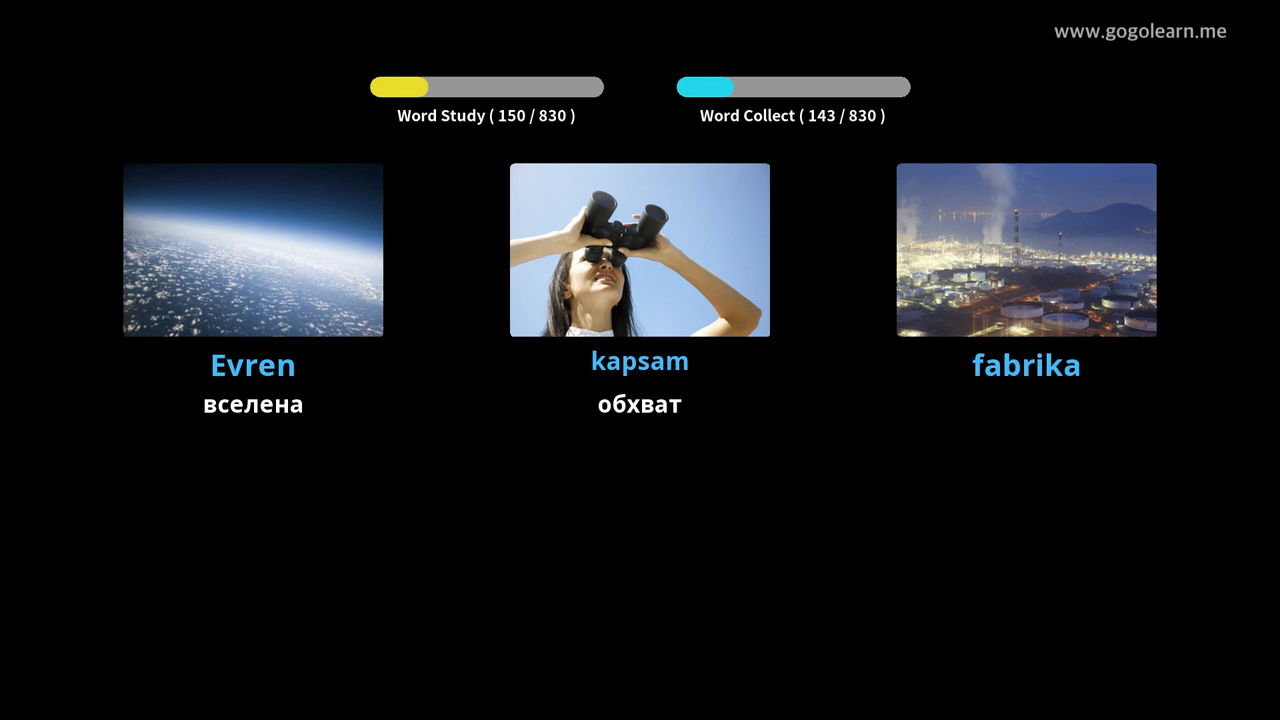 www.gogolearn.me
Word Study ( 150 / 830 )
Word Collect ( 143 / 830 )
Evren
вселена
kapsam
обхват
fabrika